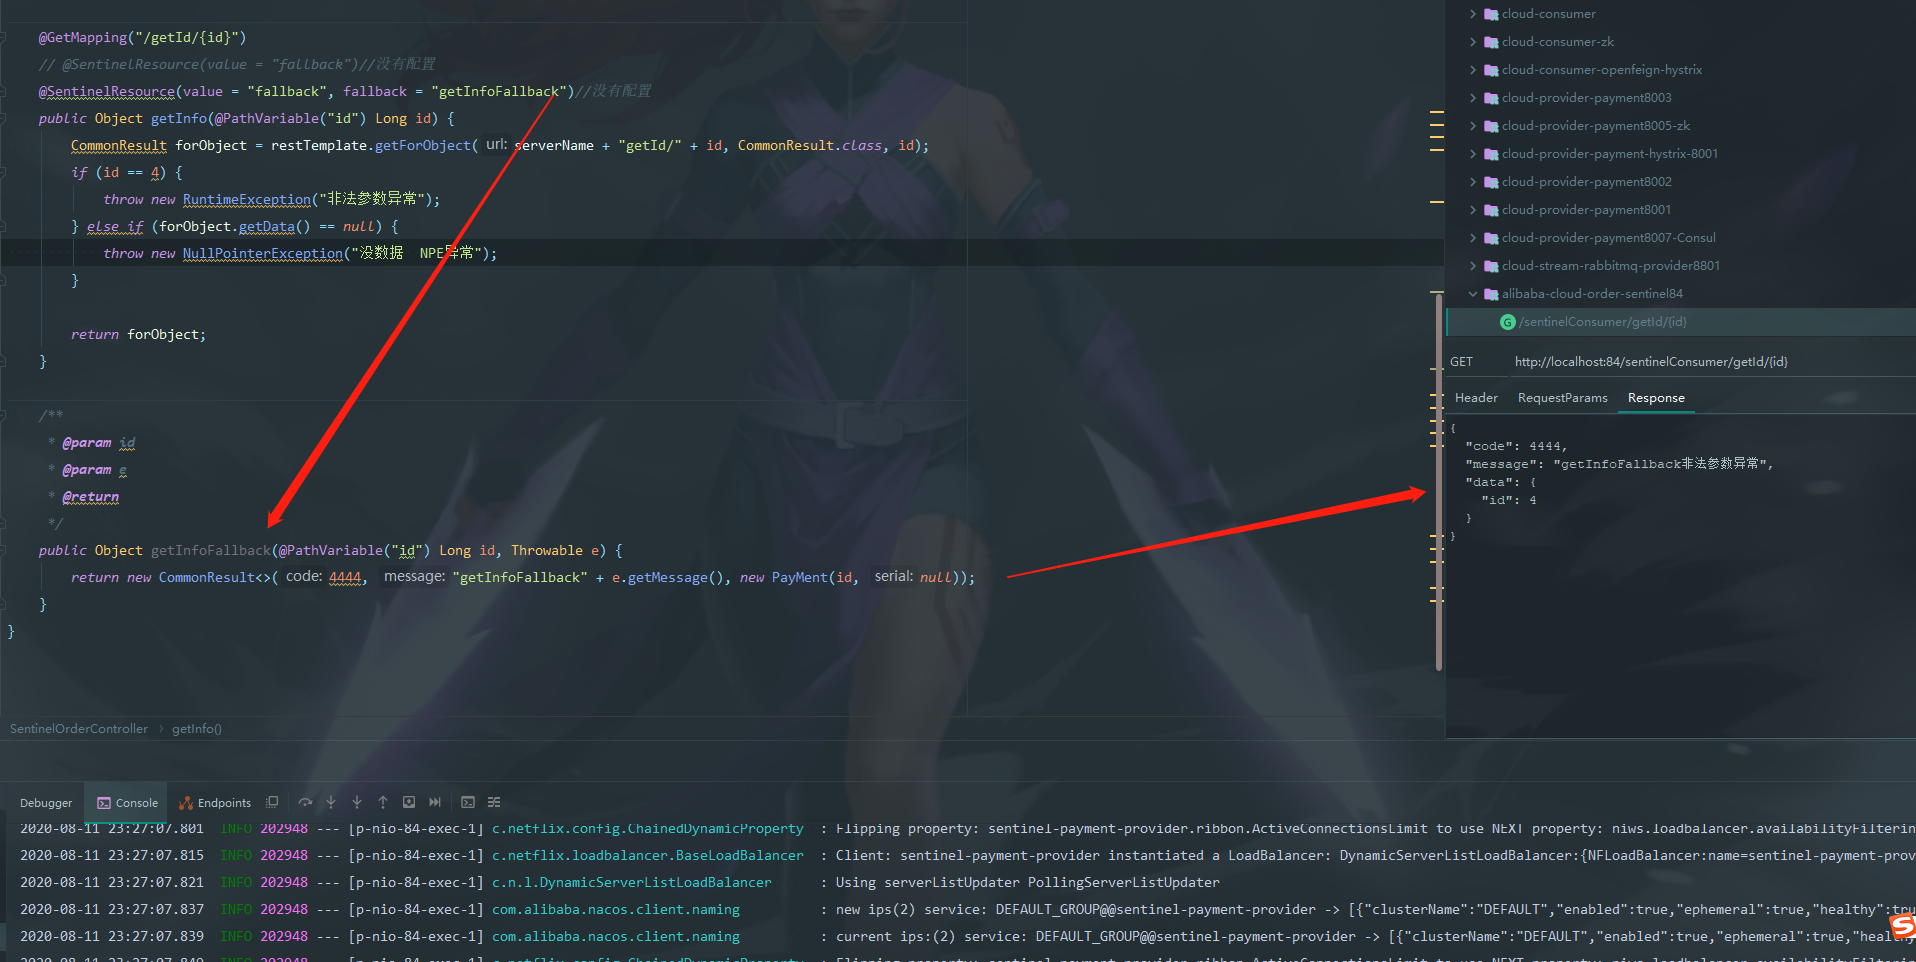 @GetMapping("/getId/{id}")
// @SentinelResource(value = "fallback")//没有配置
@SentinelResource(value = "fallback", fallback = "getInfoFallback")//没有配置
public Object getInfo(@PathVariable("id") Long id) {
CommonResult forObject = restTemplate.getForObject( url: serverName + "getId/" + id, CommonResult.class, id);
if (id == 4) {
throw new RuntimeException("非法参数异常");
} else if (forObject.getData() == null) {
throw new NullPointerException("没数据  NPE异常");
}
return forObject;
}
/**
* @param id
* @param e
* @return
*/
public Object getInfoFallback(@PathVariable("id") Long id, Throwable e) {
return new CommonResult<>( code: 4444, message: "getInfoFallback" + e.getMessage(), new PayMent(id, serial: null));
}
}
SentinelOrderController > getInfo()
cloud-consumer
cloud-consumer-zk
cloud-consumer-openfeign-hystrix
cloud-provider-payment8003
cloud-provider-payment8005-zk
cloud-provider-payment-hystrix-8001
cloud-provider-payment8002
cloud-provider-payment8001
cloud-provider-payment8007-Consul
cloud-stream-rabbitmq-provider8801
alibaba-cloud-order-sentinel84
G /sentinelConsumer/getId/{id}
GET http://localhost:84/sentinelConsumer/getId/{id}
Header RequestParams Response
{
"code": 4444,
"message": "getInfoFallback非法参数异常",
"data": {
"id": 4
}
}
Debugger Console Endpoints
2020-08-11 23:27:07.801 INFO 202948 --- [p-nio-84-exec-1] c.netflix.config.ChainedDynamicProperty : Flipping property: sentinel-payment-provider.ribbon.ActiveConnectionsLimit to use NEXT property: niws.loadbalancer.availabilityFilterin
2020-08-11 23:27:07.815 INFO 202948 --- [p-nio-84-exec-1] c.netflix.loadbalancer.BaseLoadBalancer : Client: sentinel-payment-provider instantiated a LoadBalancer: DynamicServerListLoadBalancer:{NFLoadBalancer:name=sentinel-payment-prov
2020-08-11 23:27:07.821 INFO 202948 --- [p-nio-84-exec-1] c.n.l.DynamicServerListLoadBalancer : Using serverListUpdater PollingServerListUpdater
2020-08-11 23:27:07.837 INFO 202948 --- [p-nio-84-exec-1] com.alibaba.nacos.client.naming : new ips(2) service: DEFAULT_GROUP@@sentinel-payment-provider -> [{"clusterName":"DEFAULT","enabled":true,"ephemeral":true,"healthy":tru
2020-08-11 23:27:07.839 INFO 202948 --- [p-nio-84-exec-1] com.alibaba.nacos.client.naming : current ips:(2) service: DEFAULT_GROUP@@sentinel-payment-provider -> [{"clusterName":"DEFAULT","enabled":true,"ephemeral":true,"healthy"